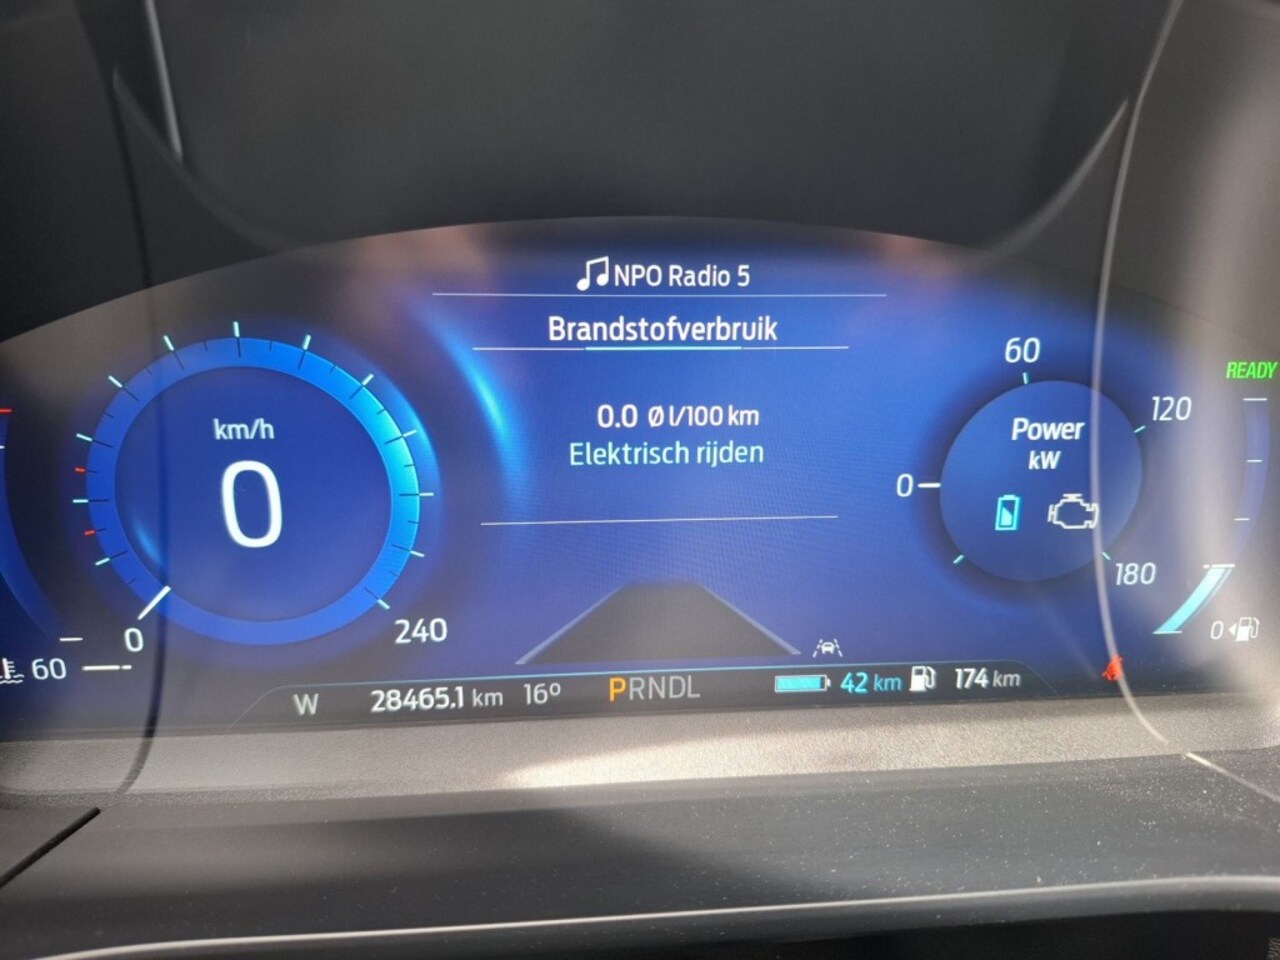 NPO Radio 5
Brandstofverbruik
0.0 Ø l/100 km
Elektrisch rijden
km/h
0
0
240
60
60
120
Power
kW
0
180
READY
0
W 28465.1 km 16º PRNDL 42 km 174 km